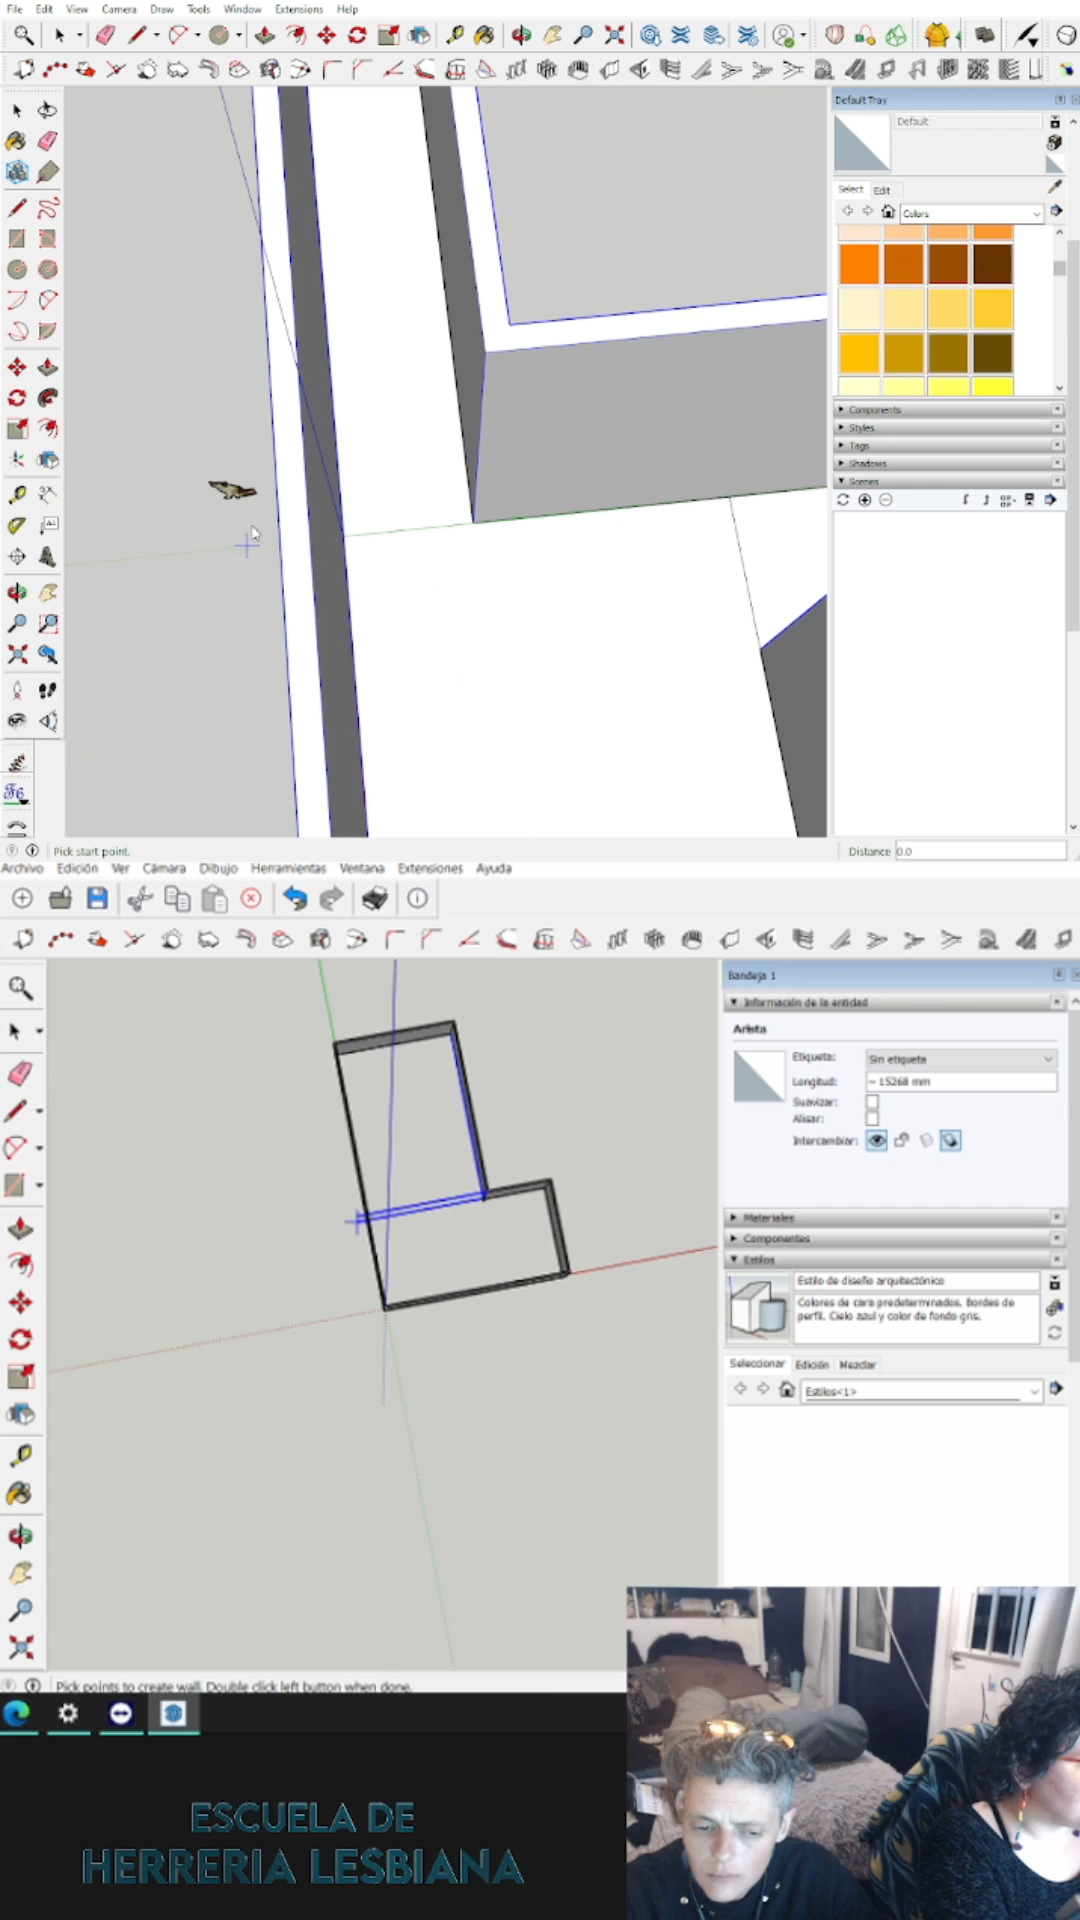 File Edit View Camera Draw Tools Window Extensions Help
Default Tray
Default
Select Edit
Colors
Components
Styles
Tags
Shadows
Scenes
Pick start point.
Distance 0.0
Archivo Edición Ver Cámara Dibujo Herramientas Ventana Extensiones Ayuda
Bandeja 1
Información de la entidad
Arista
Etiqueta: Sin etiqueta
Longitud: ~ 15268 mm
Suavizar:
Alisar:
Intercambiar:
Materiales
Componentes
Estilos
Estilo de diseño arquitectónico
Colores de cara predeterminados. Bordes de
perfil. Cielo azul y color de fondo gris.
Seleccionar Edición Mezclar
Estilos<1>
Pick points to create wall. Double click left button when done.
ESCUELA DE
HERRERIA LESBIANA